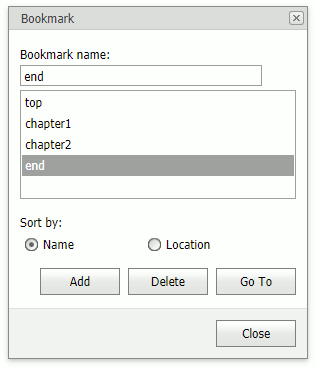 Bookmark
Bookmark name:
end
top
chapter1
chapter2
end
Sort by:
Name Location
Add Delete Go To
Close